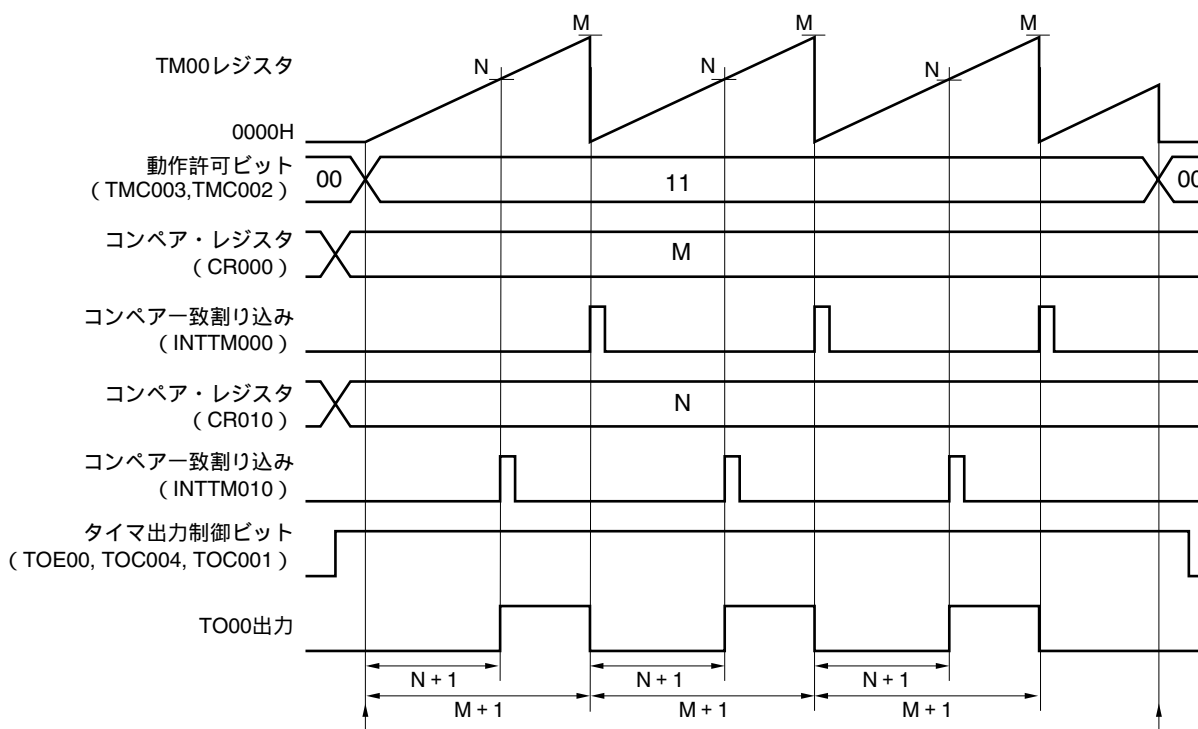 M
M
M
TM00レジスタ
N
N
N
0000H
動作許可ビット
（TMC003,TMC002）
00
11
00
コンペア・レジスタ
（CR000）
M
コンペア一致割り込み
（INTTM000）
コンペア・レジスタ
（CR010）
N
コンペア一致割り込み
（INTTM010）
タイマ出力制御ビット
（TOE00, TOC004, TOC001）
TO00出力
N + 1
N + 1
N + 1
M + 1
M + 1
M + 1